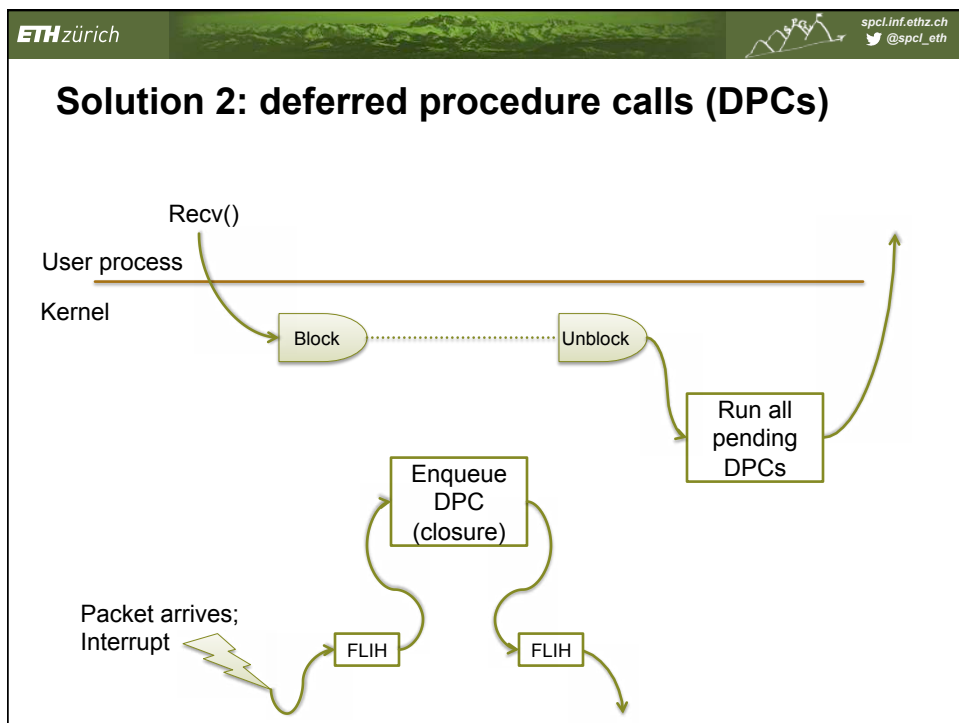 ETH zürich
spcl.inf.ethz.ch
@spcl_eth
Solution 2: deferred procedure calls (DPCs)
Recv()
User process
Kernel
Block
Unblock
Run all
pending
DPCs
Enqueue
DPC
(closure)
Packet arrives;
Interrupt
FLIH
FLIH